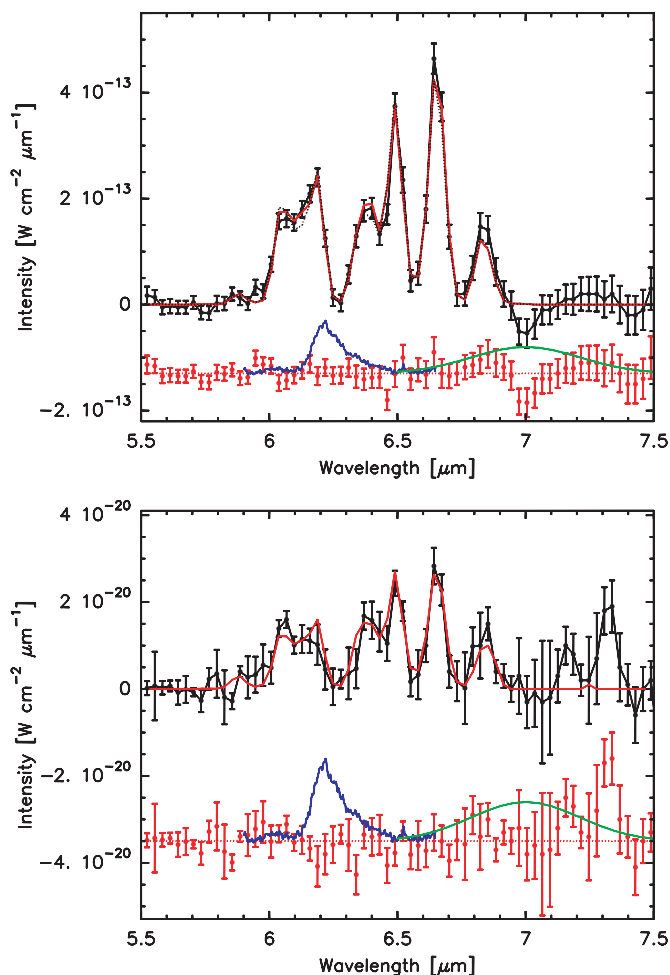 4 10⁻¹³
2 10⁻¹³
0
−2. 10⁻¹³
Intensity [W cm⁻² μm⁻¹]
5.5 6 6.5 7 7.5
Wavelength [μm]
4 10⁻²⁰
2 10⁻²⁰
0
−2. 10⁻²⁰
−4. 10⁻²⁰
Intensity [W cm⁻² μm⁻¹]
5.5 6 6.5 7 7.5
Wavelength [μm]